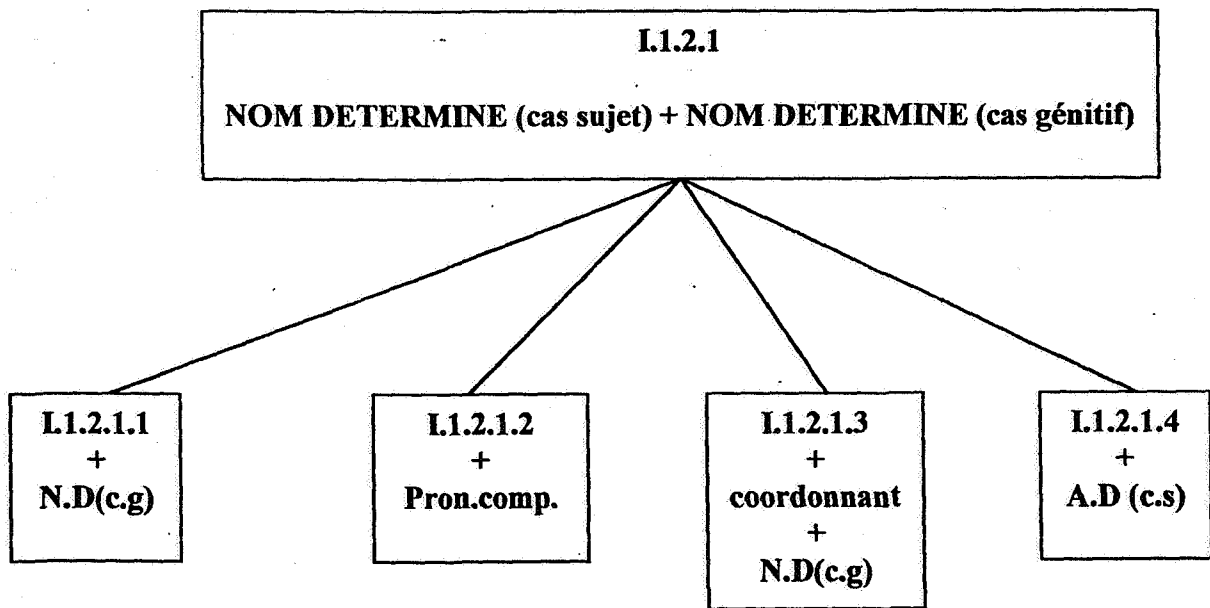 I.1.2.1
NOM DETERMINE (cas sujet) + NOM DETERMINE (cas génitif)
I.1.2.1.1
+
N.D(c.g)
I.1.2.1.2
+
Pron.comp.
I.1.2.1.3
+
coordonnant
+
N.D(c.g)
I.1.2.1.4
+
A.D (c.s)